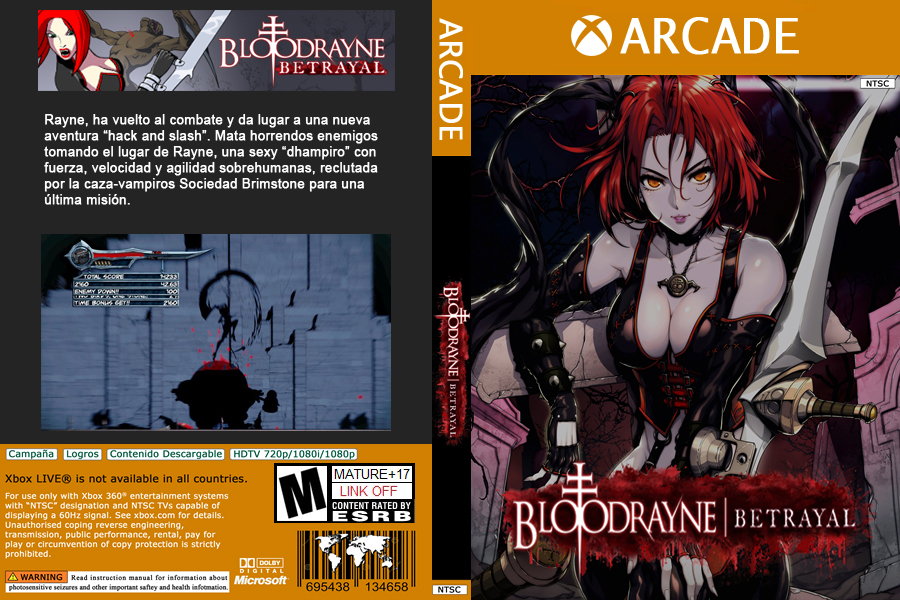 BLOODRAYNE
BETRAYAL
Rayne, ha vuelto al combate y da lugar a una nueva
aventura “hack and slash”. Mata horrendos enemigos
tomando el lugar de Rayne, una sexy “dhampiro” con
fuerza, velocidad y agilidad sobrehumanas, reclutada
por la caza-vampiros Sociedad Brimstone para una
última misión.
TOTAL SCORE
ENEMY DOWN!! 100
TIME BONUS GET!!
Campaña Logros Contenido Descargable HDTV 720p/1080i/1080p
Xbox LIVE® is not available in all countries.
For use only with Xbox 360® entertainment systems
with “NTSC” designation and NTSC TVs capable of
displaying a 60Hz signal. See xbox.com for details.
Unauthorised coping reverse engineering,
transmission, public performance, rental, pay for
play or circumvention of copy protection is strictly
prohibited.
WARNING Read instruction manual for information about
photosensitive seizures and other important saftey and health infotmation.
M
MATURE+17
LINK OFF
CONTENT RATED BY
ESRB
DOLBY
DIGITAL
Microsoft®
695438 134658
ARCADE
BLOODRAYNE | BETRAYAL
NTSC
ARCADE
NTSC
BLOODRAYNE | BETRAYAL